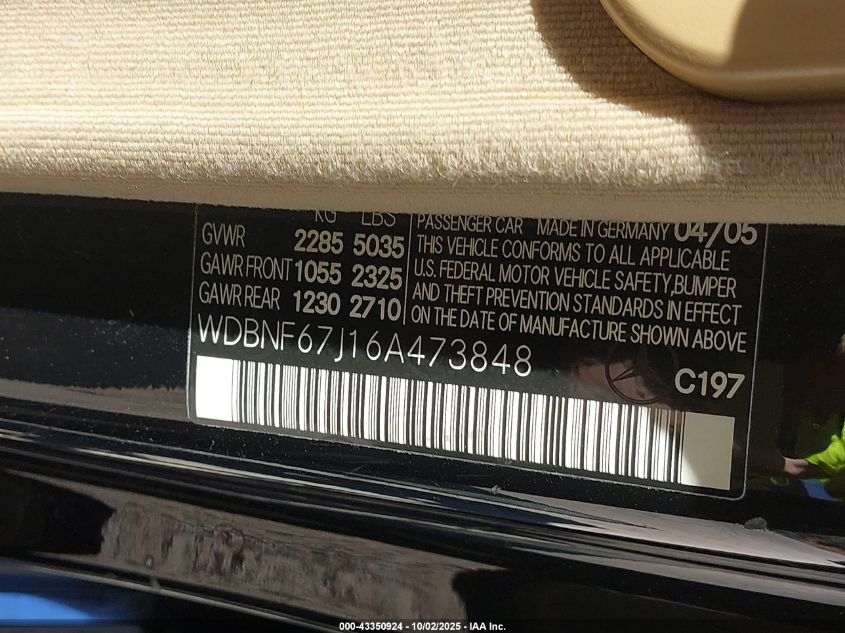 KG LBS
GVWR 2285 5035
GAWR FRONT 1055 2325
GAWR REAR 1230 2710
PASSENGER CAR MADE IN GERMANY 04/05
THIS VEHICLE CONFORMS TO ALL APPLICABLE
U.S. FEDERAL MOTOR VEHICLE SAFETY,BUMPER
AND THEFT PREVENTION STANDARDS IN EFFECT
ON THE DATE OF MANUFACTURE SHOWN ABOVE
WDBNF67J16A473848
C197
000-43350924 - 10/02/2025 - IAA Inc.